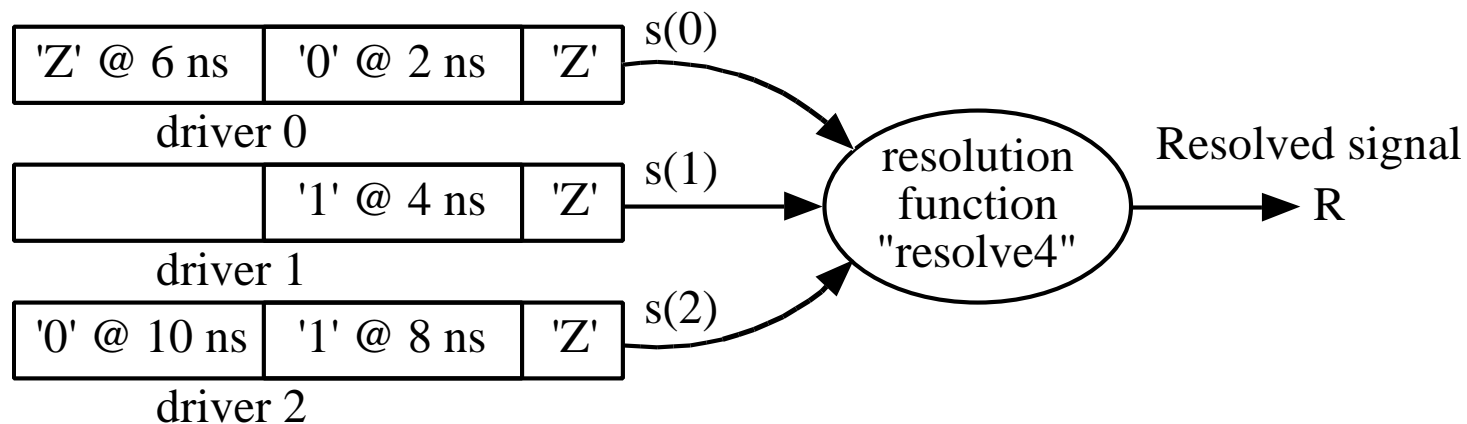 'Z' @ 6 ns '0' @ 2 ns 'Z' s(0)
driver 0
'1' @ 4 ns 'Z' s(1)
driver 1
'0' @ 10 ns '1' @ 8 ns 'Z' s(2)
driver 2
resolution
function
"resolve4"
Resolved signal
R